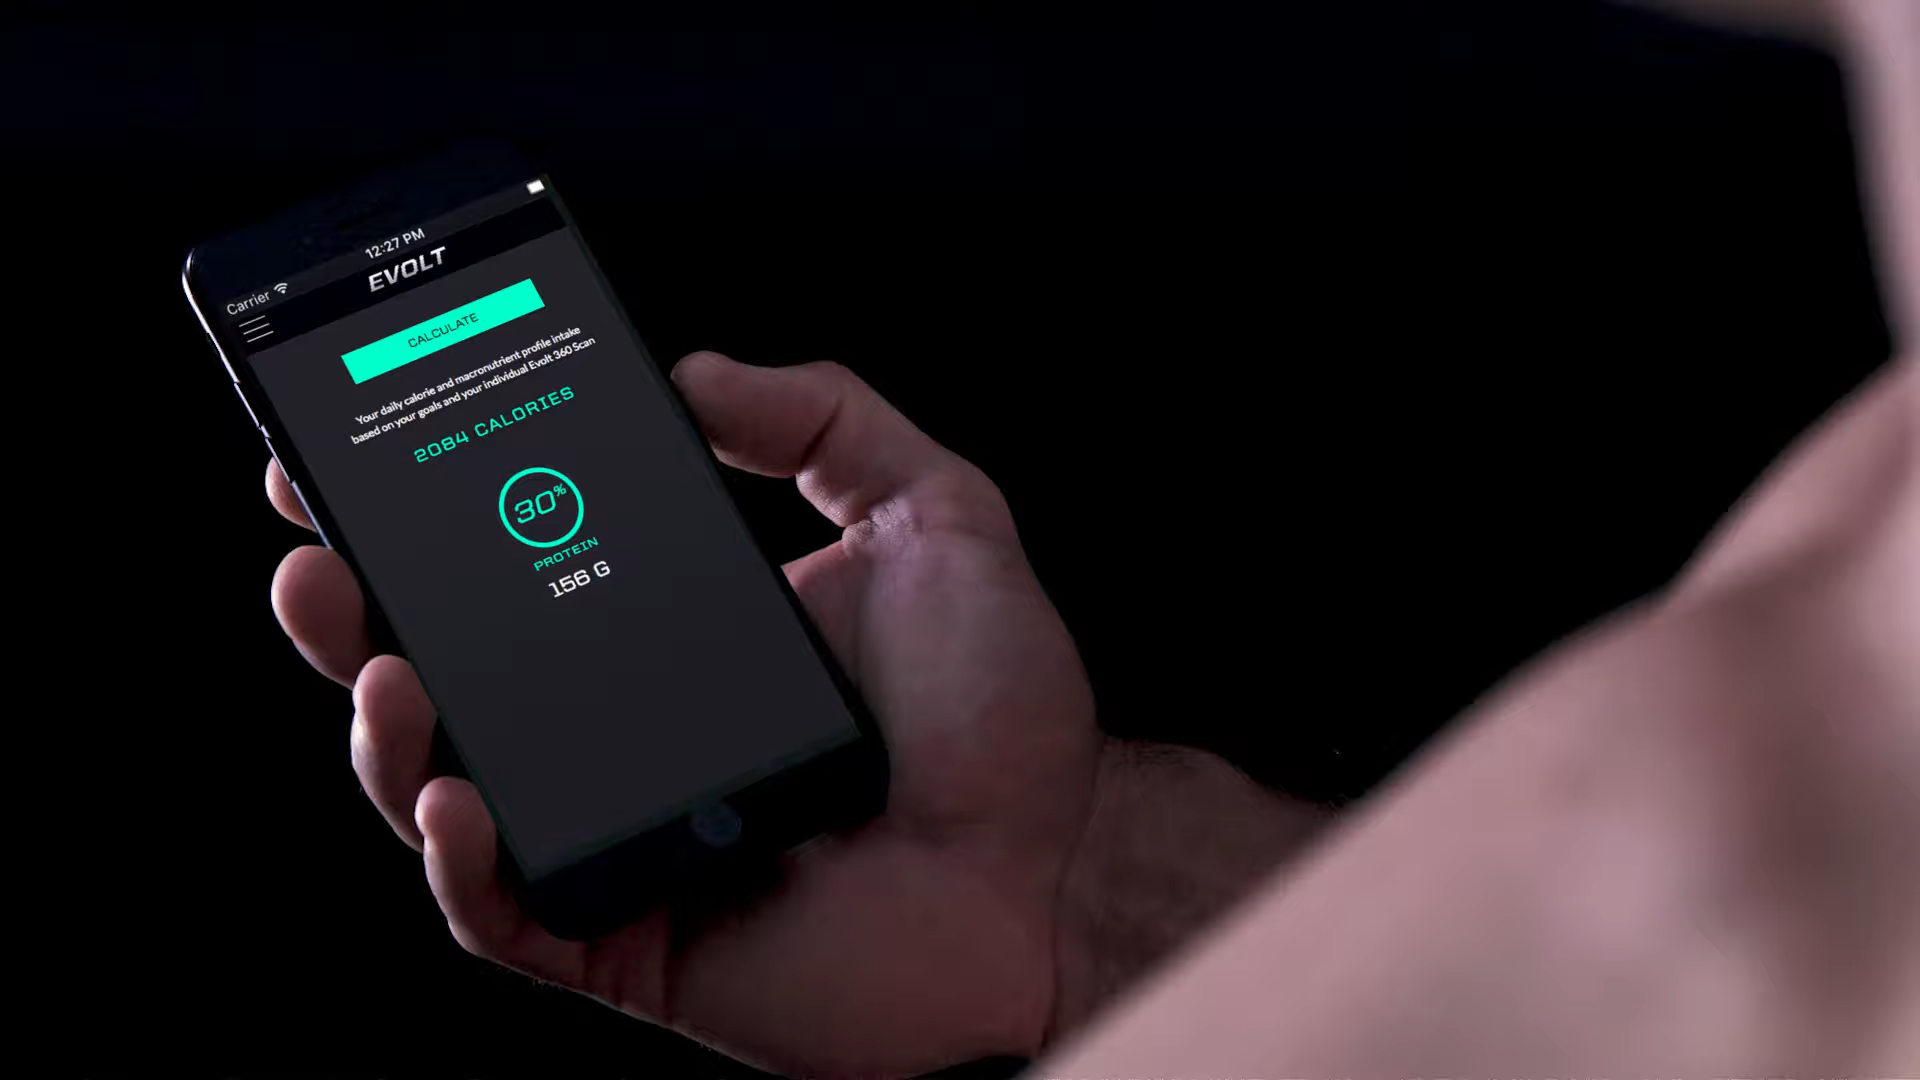 12:27 PM
Carrier
EVOLT
CALCULATE
Your daily calorie and macronutrient profile intake
based on your goals and your individual Evolt 360 Scan
2084 CALORIES
30%
PROTEIN
156 G